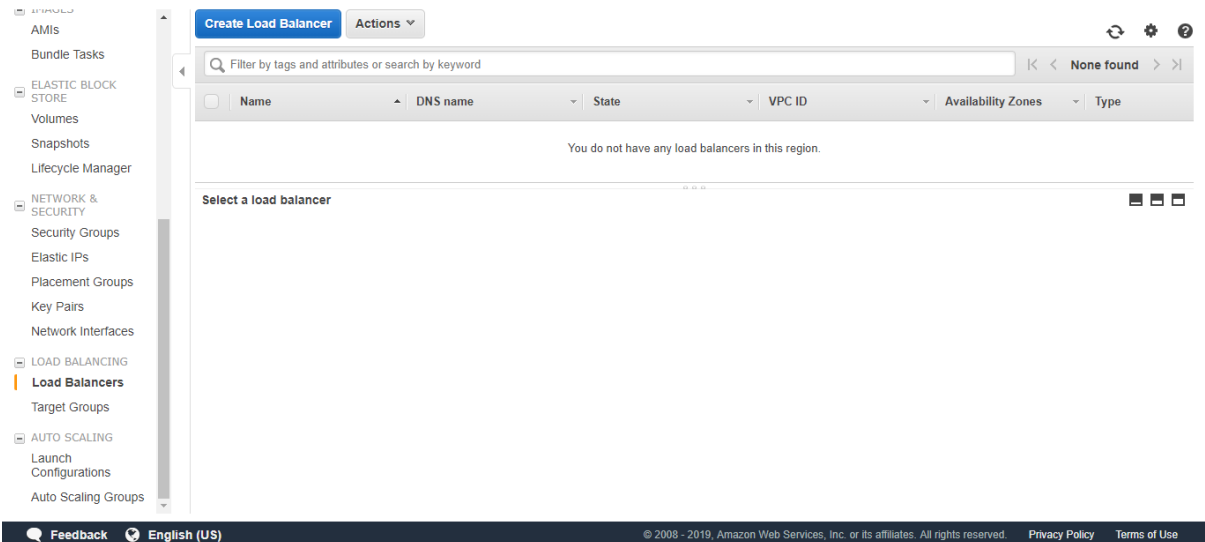 IMAGES
AMIs
Bundle Tasks
ELASTIC BLOCK
STORE
Volumes
Snapshots
Lifecycle Manager
NETWORK &
SECURITY
Security Groups
Elastic IPs
Placement Groups
Key Pairs
Network Interfaces
LOAD BALANCING
Load Balancers
Target Groups
AUTO SCALING
Launch
Configurations
Auto Scaling Groups
Create Load Balancer Actions
Filter by tags and attributes or search by keyword None found
Name DNS name State VPC ID Availability Zones Type
You do not have any load balancers in this region.
Select a load balancer
Feedback English (US) © 2008 - 2019, Amazon Web Services, Inc. or its affiliates. All rights reserved. Privacy Policy Terms of Use